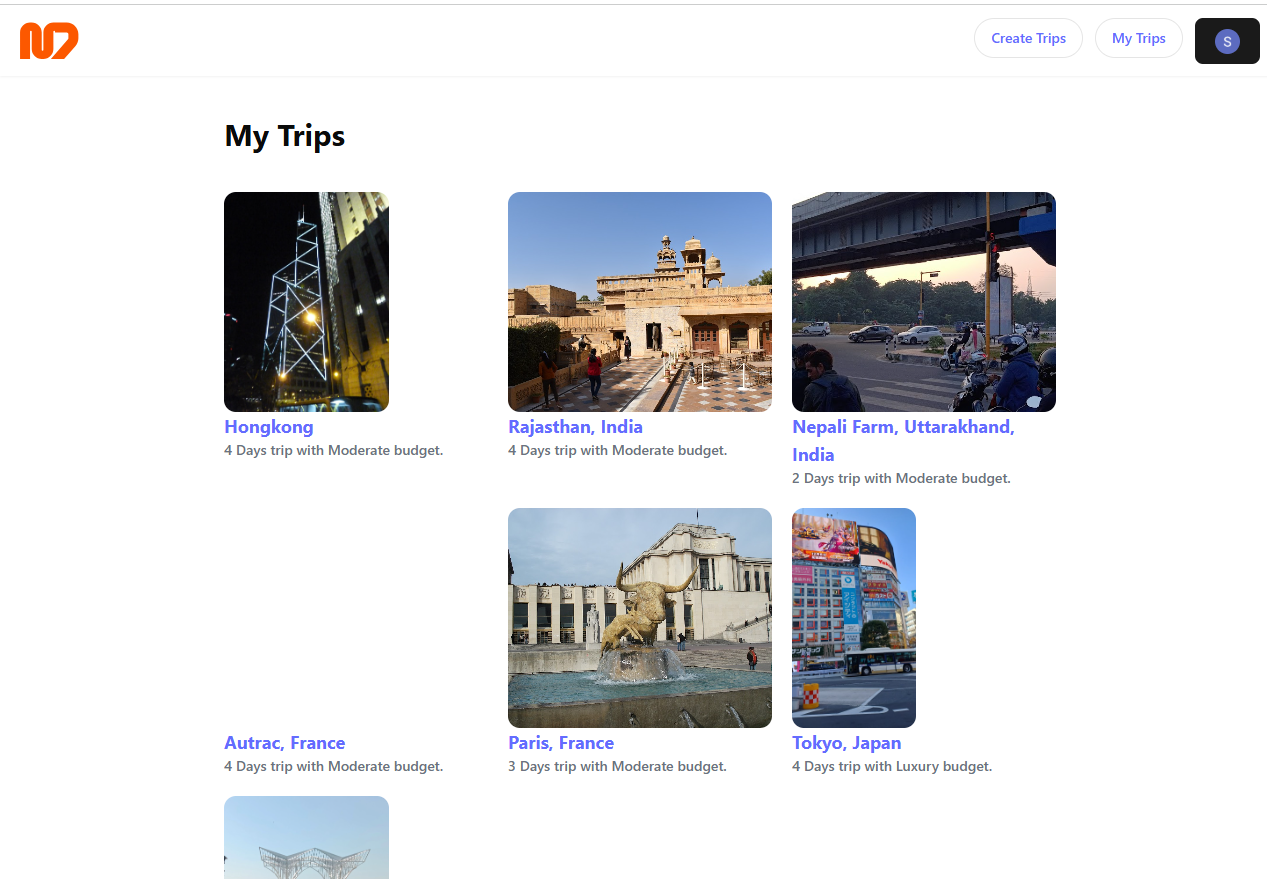 Create Trips
My Trips
S
My Trips
Hongkong
4 Days trip with Moderate budget.
Rajasthan, India
4 Days trip with Moderate budget.
Nepali Farm, Uttarakhand,
India
2 Days trip with Moderate budget.
Autrac, France
4 Days trip with Moderate budget.
Paris, France
3 Days trip with Moderate budget.
Tokyo, Japan
4 Days trip with Luxury budget.